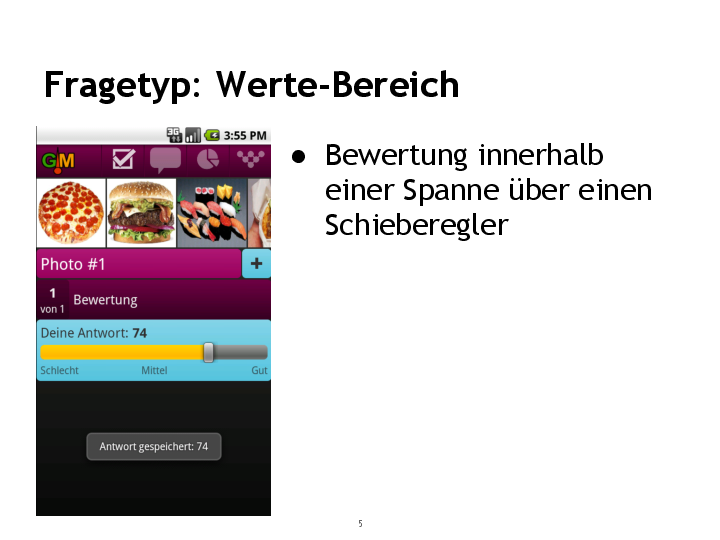 Fragetyp: Werte-Bereich
3G
3:55 PM
G!M
Photo #1
+
1
von 1
Bewertung
Deine Antwort: 74
Schlecht
Mittel
Gut
Antwort gespeichert: 74
● Bewertung innerhalb
einer Spanne über einen
Schieberegler
5